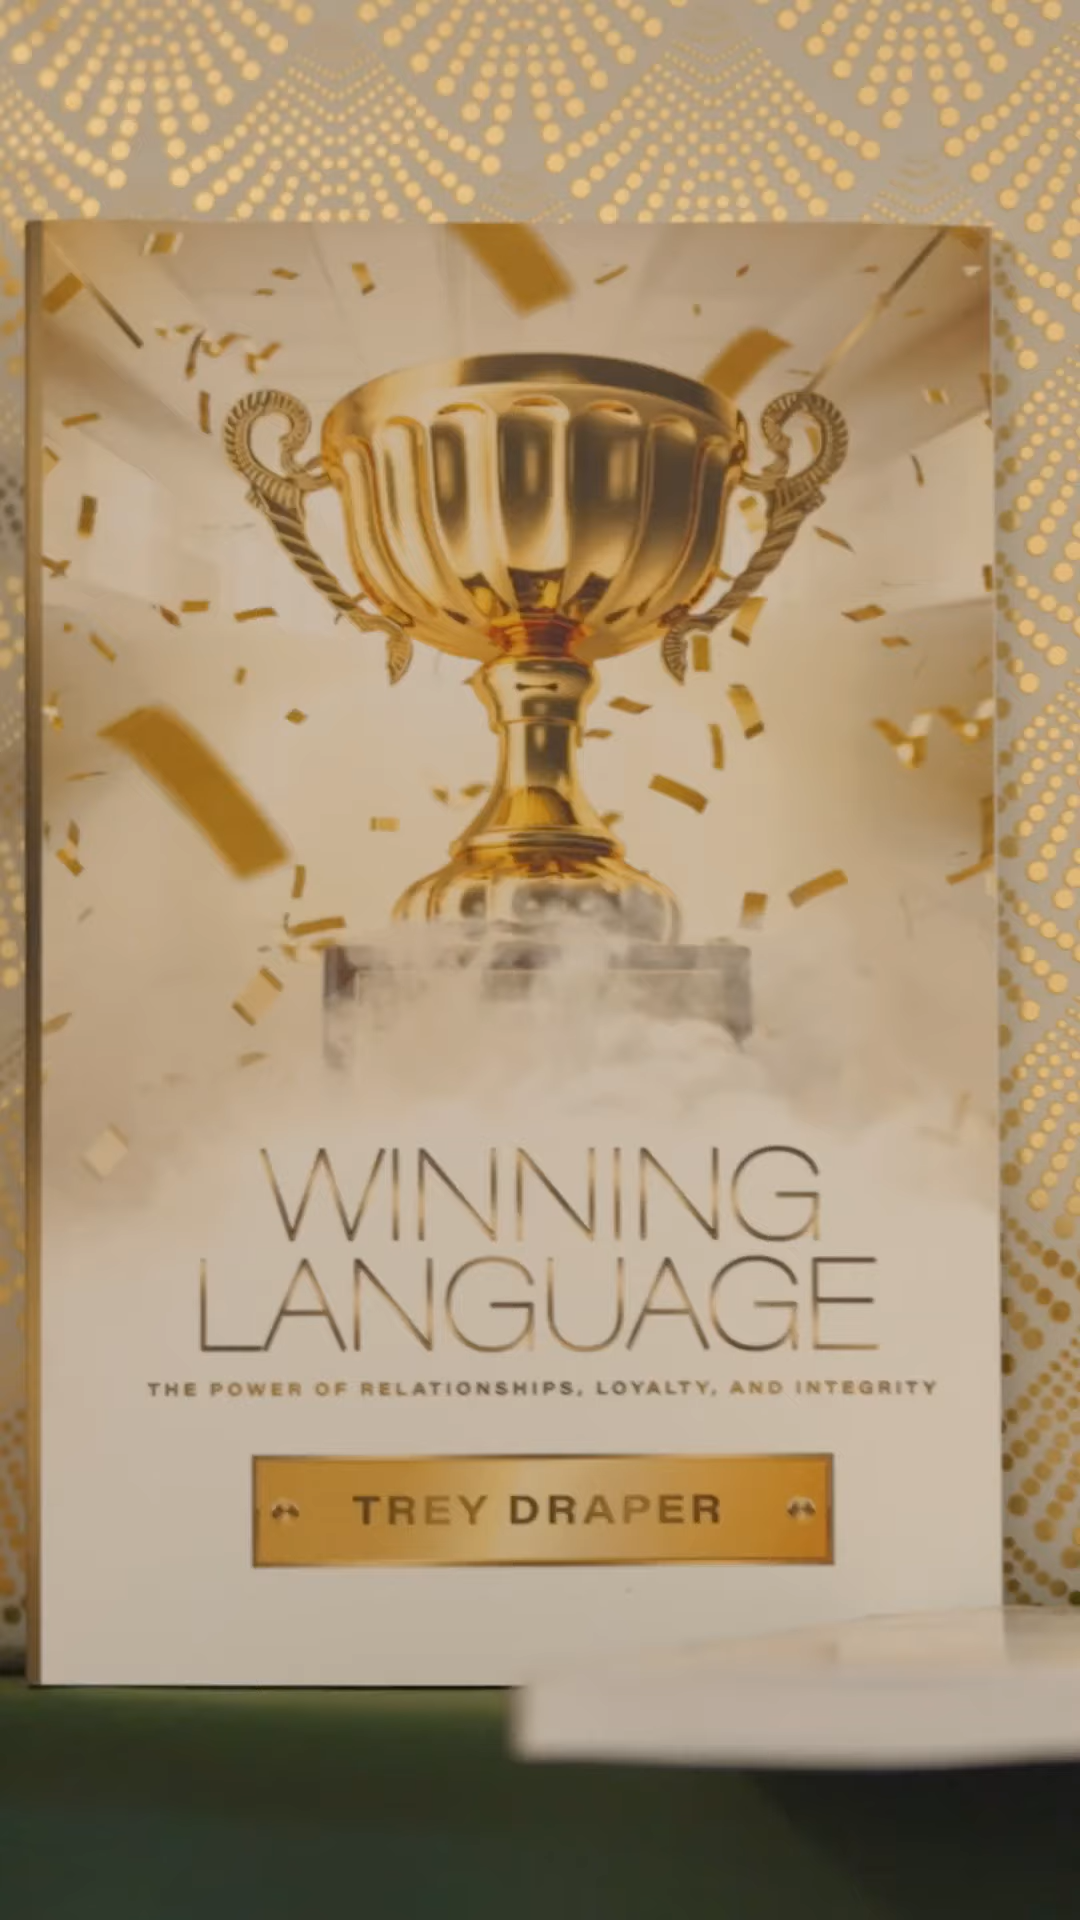 WINNING
LANGUAGE
THE POWER OF RELATIONSHIPS, LOYALTY, AND INTEGRITY
TREY DRAPER